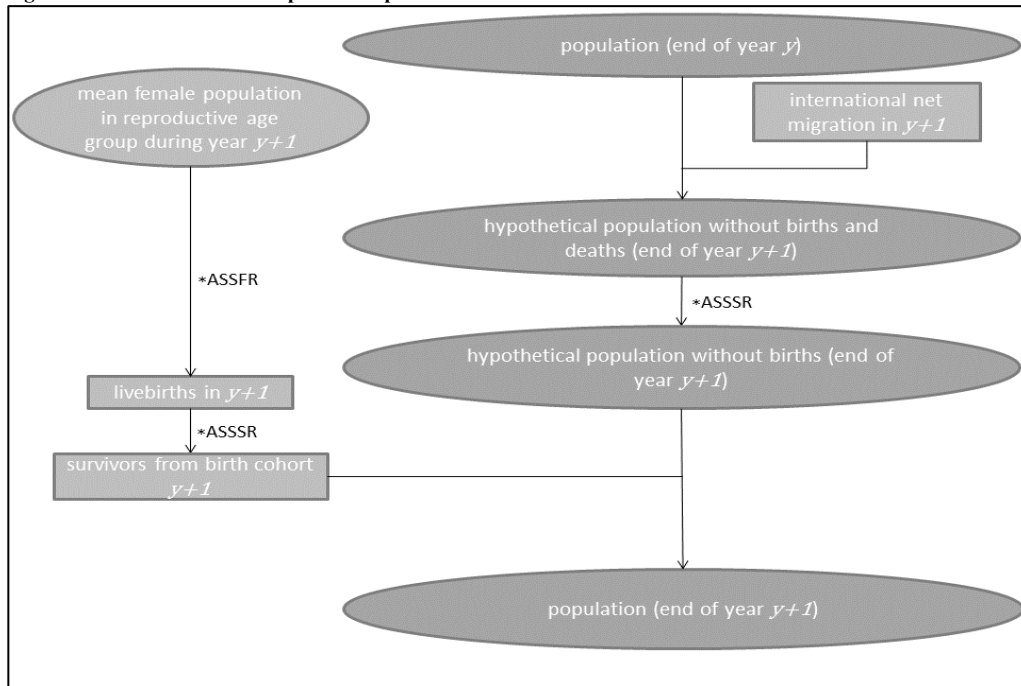 population (end of year y)
mean female population
in reproductive age
group during year y+1
international net
migration in y+1
hypothetical population without births and
deaths (end of year y+1)
*ASSFR
*ASSSR
hypothetical population without births (end of
year y+1)
livebirths in y+1
*ASSSR
survivors from birth cohort
y+1
population (end of year y+1)